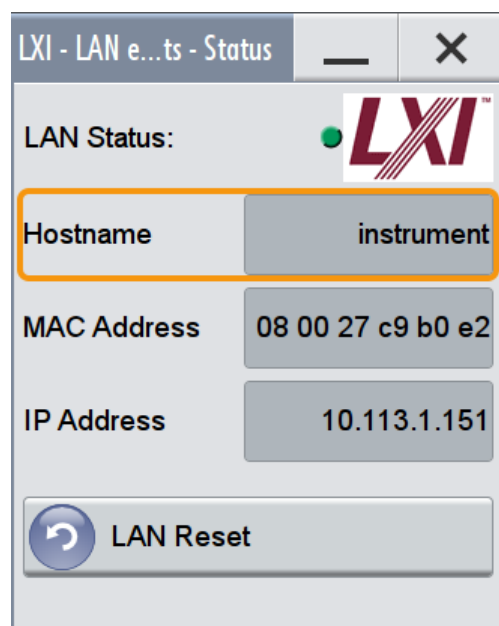 LXI - LAN e...ts - Status
LAN Status:
LXI™
Hostname instrument
MAC Address 08 00 27 c9 b0 e2
IP Address 10.113.1.151
LAN Reset